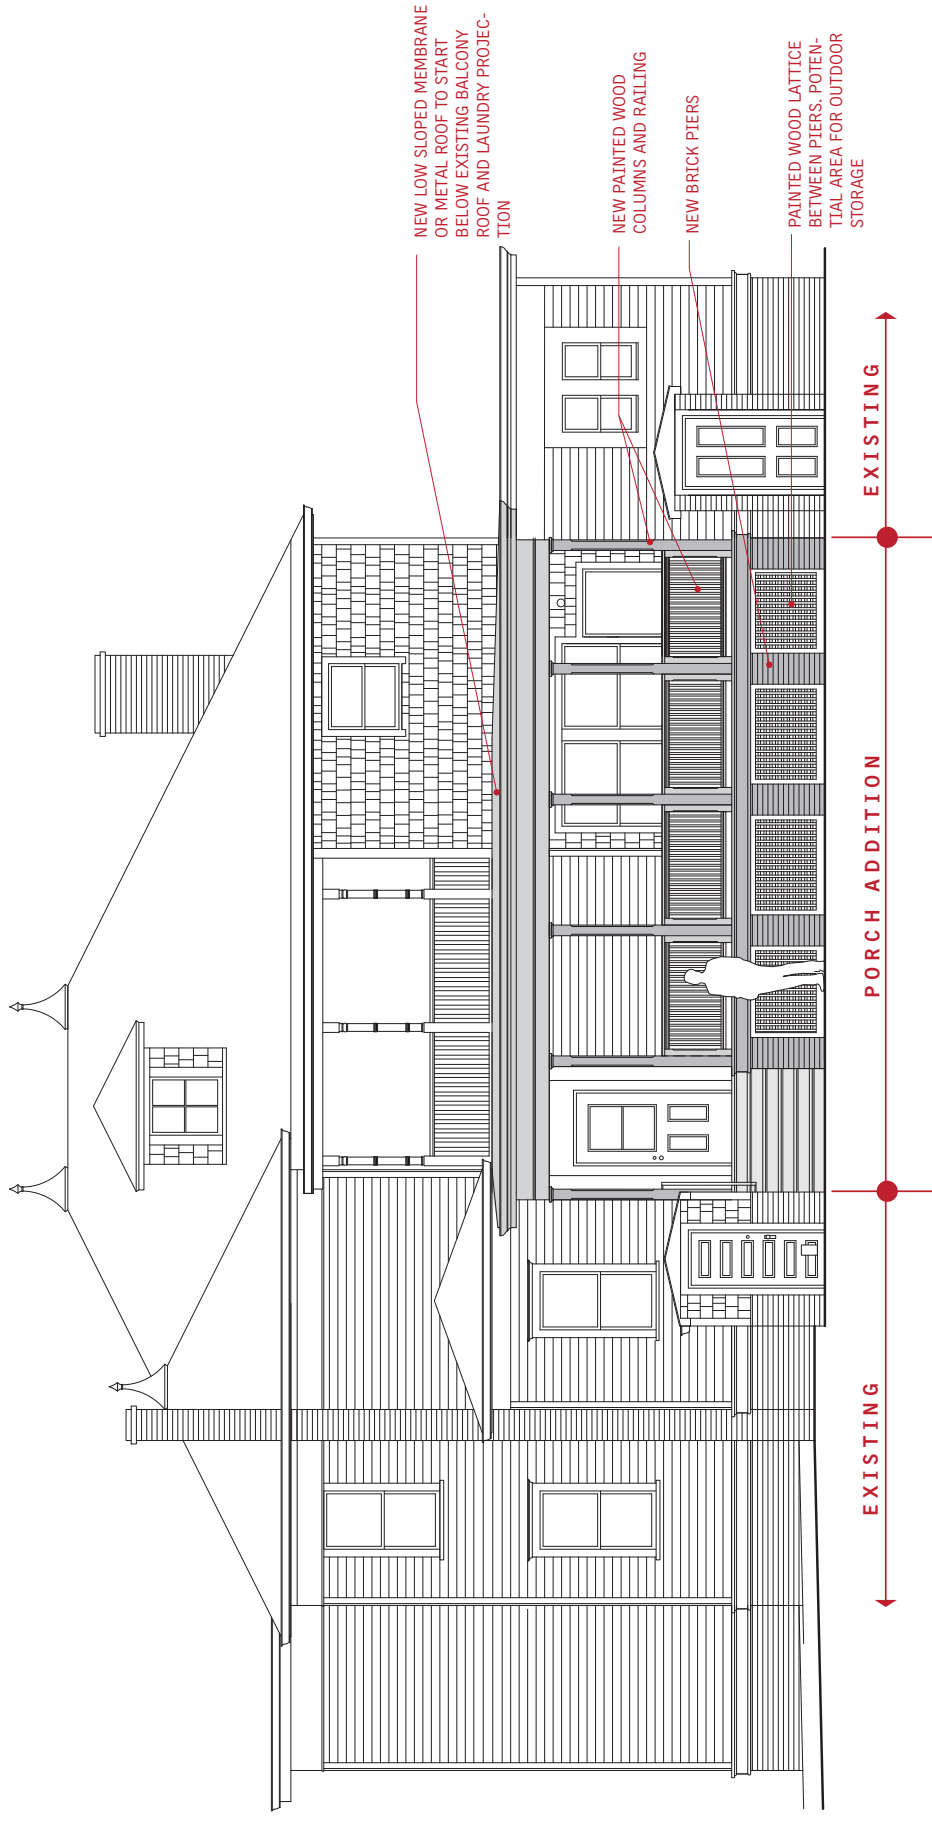 NEW LOW SLOPED MEMBRANE
OR METAL ROOF TO START
BELOW EXISTING BALCONY
ROOF AND LAUNDRY PROJEC-
TION
NEW PAINTED WOOD
COLUMNS AND RAILING
NEW BRICK PIERS
PAINTED WOOD LATTICE
BETWEEN PIERS. POTEN-
TIAL AREA FOR OUTDOOR
STORAGE
EXISTING
PORCH ADDITION
EXISTING